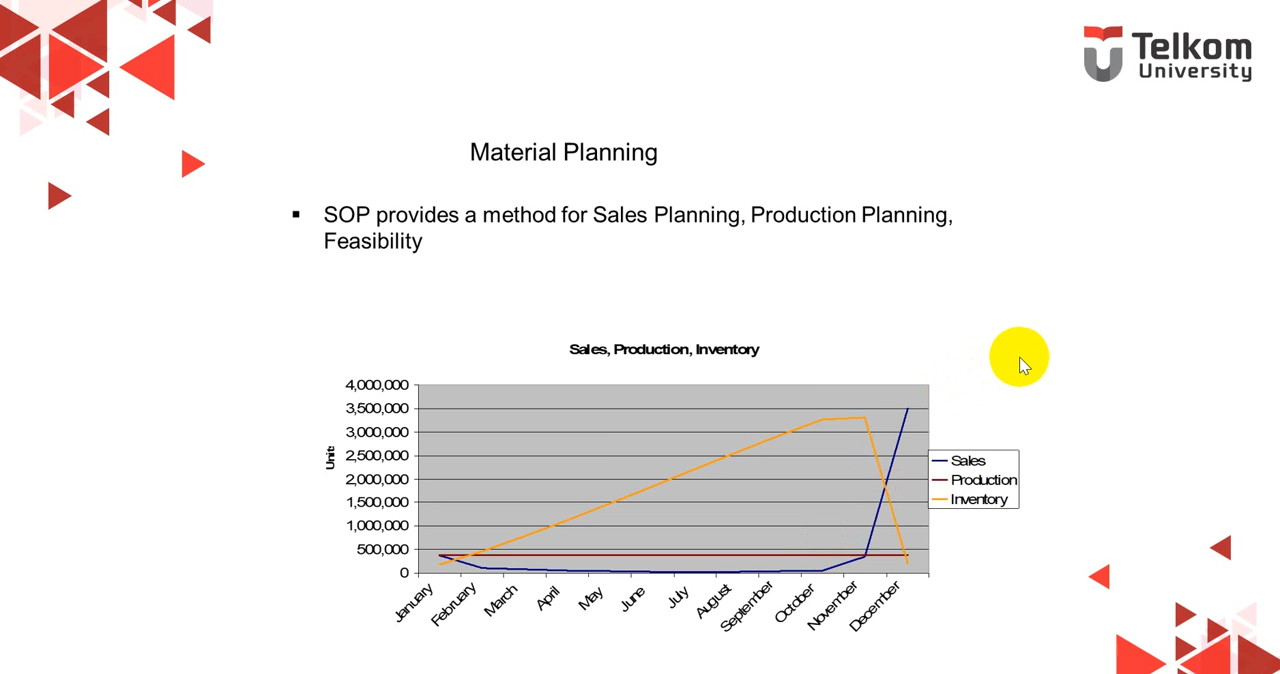 Telkom
University
Material Planning
▪ SOP provides a method for Sales Planning, Production Planning,
Feasibility
Sales, Production, Inventory
4,000,000
3,500,000
3,000,000
2,500,000
2,000,000
1,500,000
1,000,000
500,000
0
Units
January
February
March
April
May
June
July
August
September
October
November
December
Sales
Production
Inventory